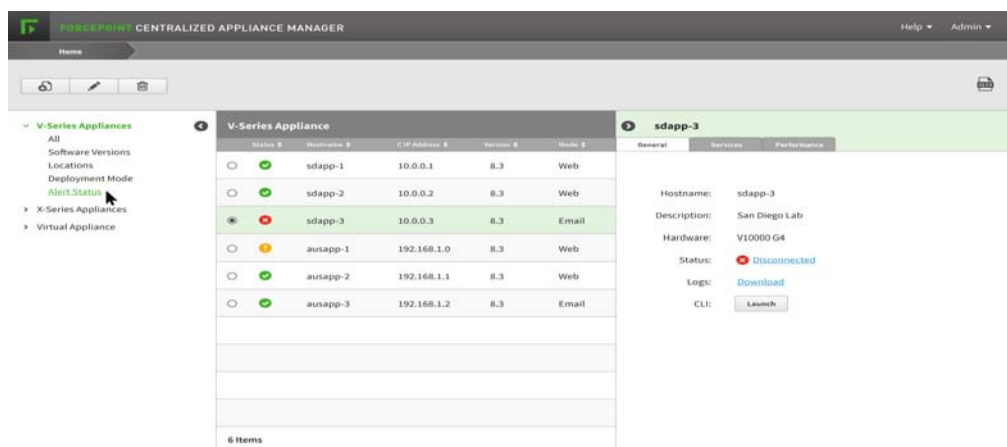 FORCEPOINT CENTRALIZED APPLIANCE MANAGER
Help Admin
Home
V-Series Appliances
All
Software Versions
Locations
Deployment Mode
Alert Status
X-Series Appliances
Virtual Appliance
V-Series Appliance
Status Hostname C IP Address Version Mode
sdapp-1 10.0.0.1 8.3 Web
sdapp-2 10.0.0.2 8.3 Web
sdapp-3 10.0.0.3 8.3 Email
ausapp-1 192.168.1.0 8.3 Web
ausapp-2 192.168.1.1 8.3 Web
ausapp-3 192.168.1.2 8.3 Email
6 Items
sdapp-3
General Services Performance
Hostname: sdapp-3
Description: San Diego Lab
Hardware: V10000 G4
Status: Disconnected
Logs: Download
CLI: Launch